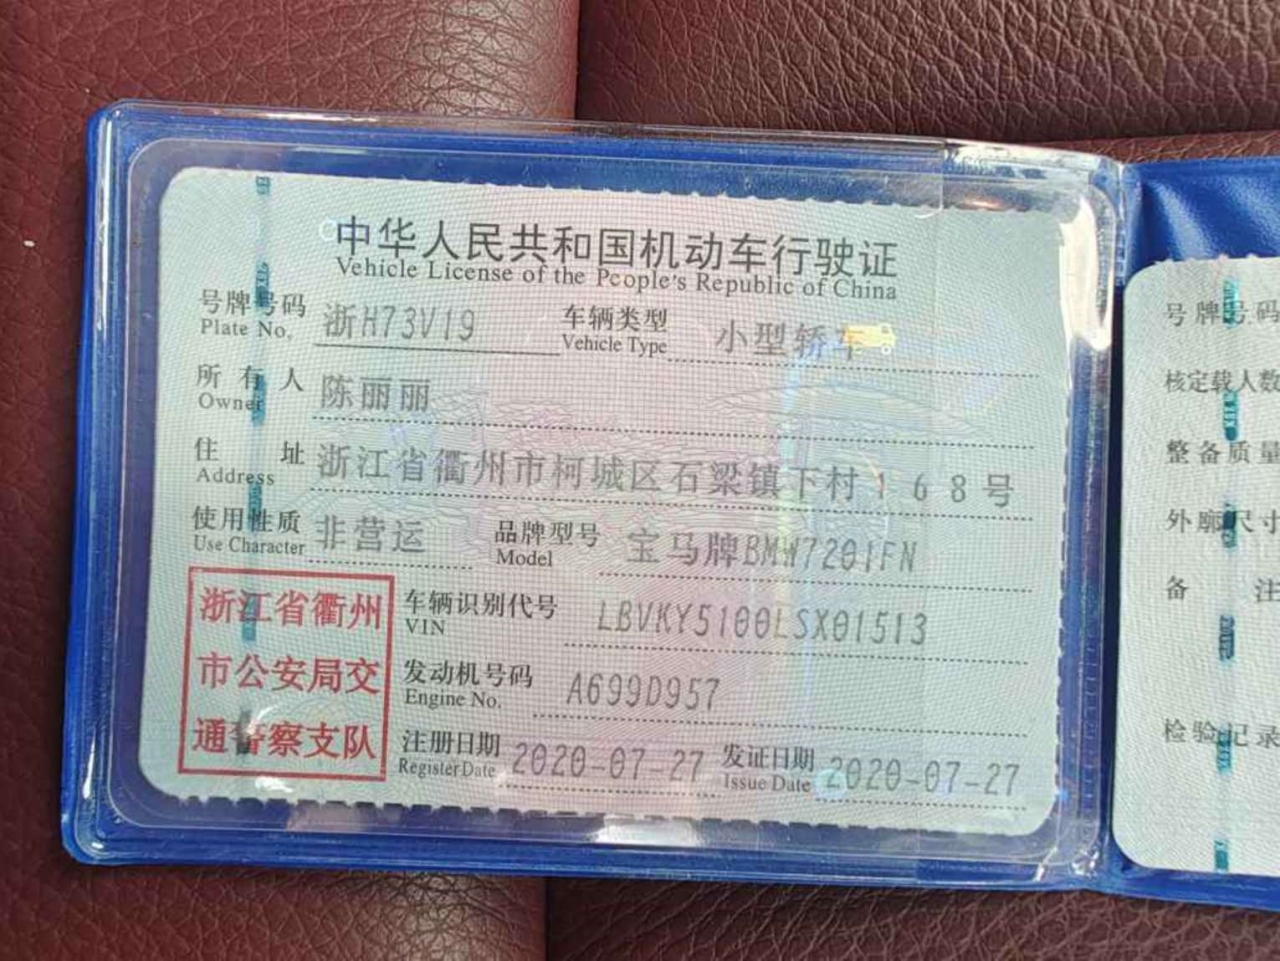 中华人民共和国机动车行驶证
Vehicle License of the People's Republic of China
号牌号码 浙H73V19 车辆类型 小型轿车
Plate No. Vehicle Type
所有人 陈丽丽
Owner
住址 浙江省衢州市柯城区石梁镇下村168号
Address
使用性质 非营运 品牌型号 宝马牌BMW7201FN
Use Character Model
浙江省衢州
市公安局交
通警察支队
车辆识别代号 LBVKY5100LSX01513
VIN
发动机号码 A699D957
Engine No.
注册日期 2020-07-27 发证日期 2020-07-27
Register Date Issue Date
号牌号码
核定载人数
整备质量
外廓尺寸
备注
检验记录